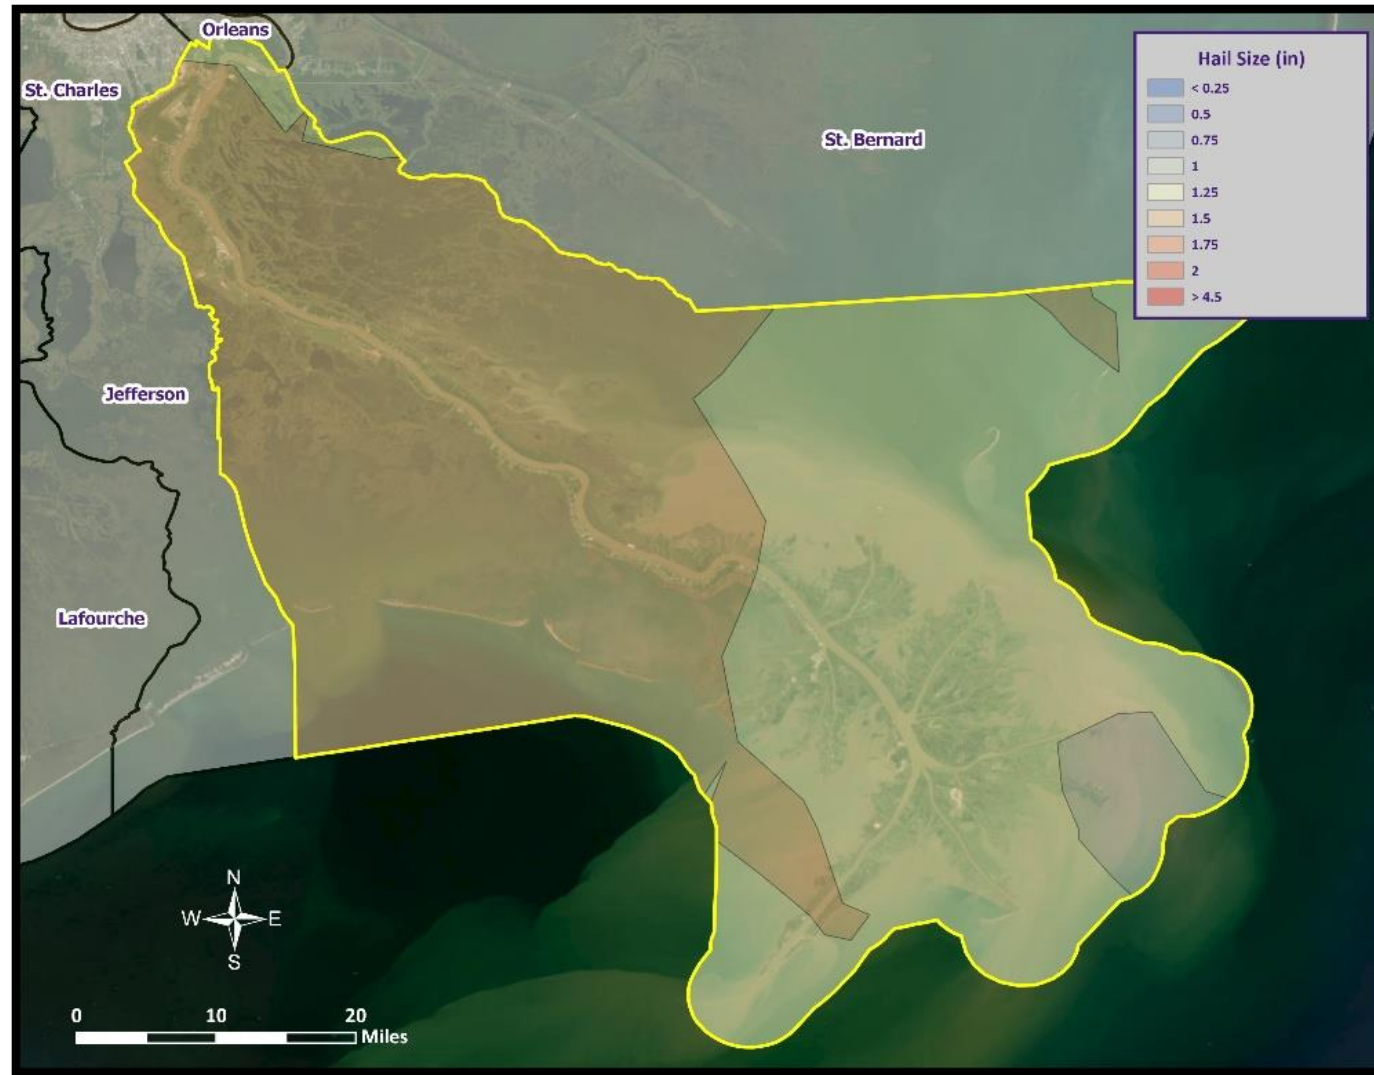 Orleans
St. Charles
St. Bernard
Hail Size (in)
< 0.25
0.5
0.75
1
1.25
1.5
1.75
2
> 4.5
Jefferson
Lafourche
N
W E
S
0 10 20
Miles